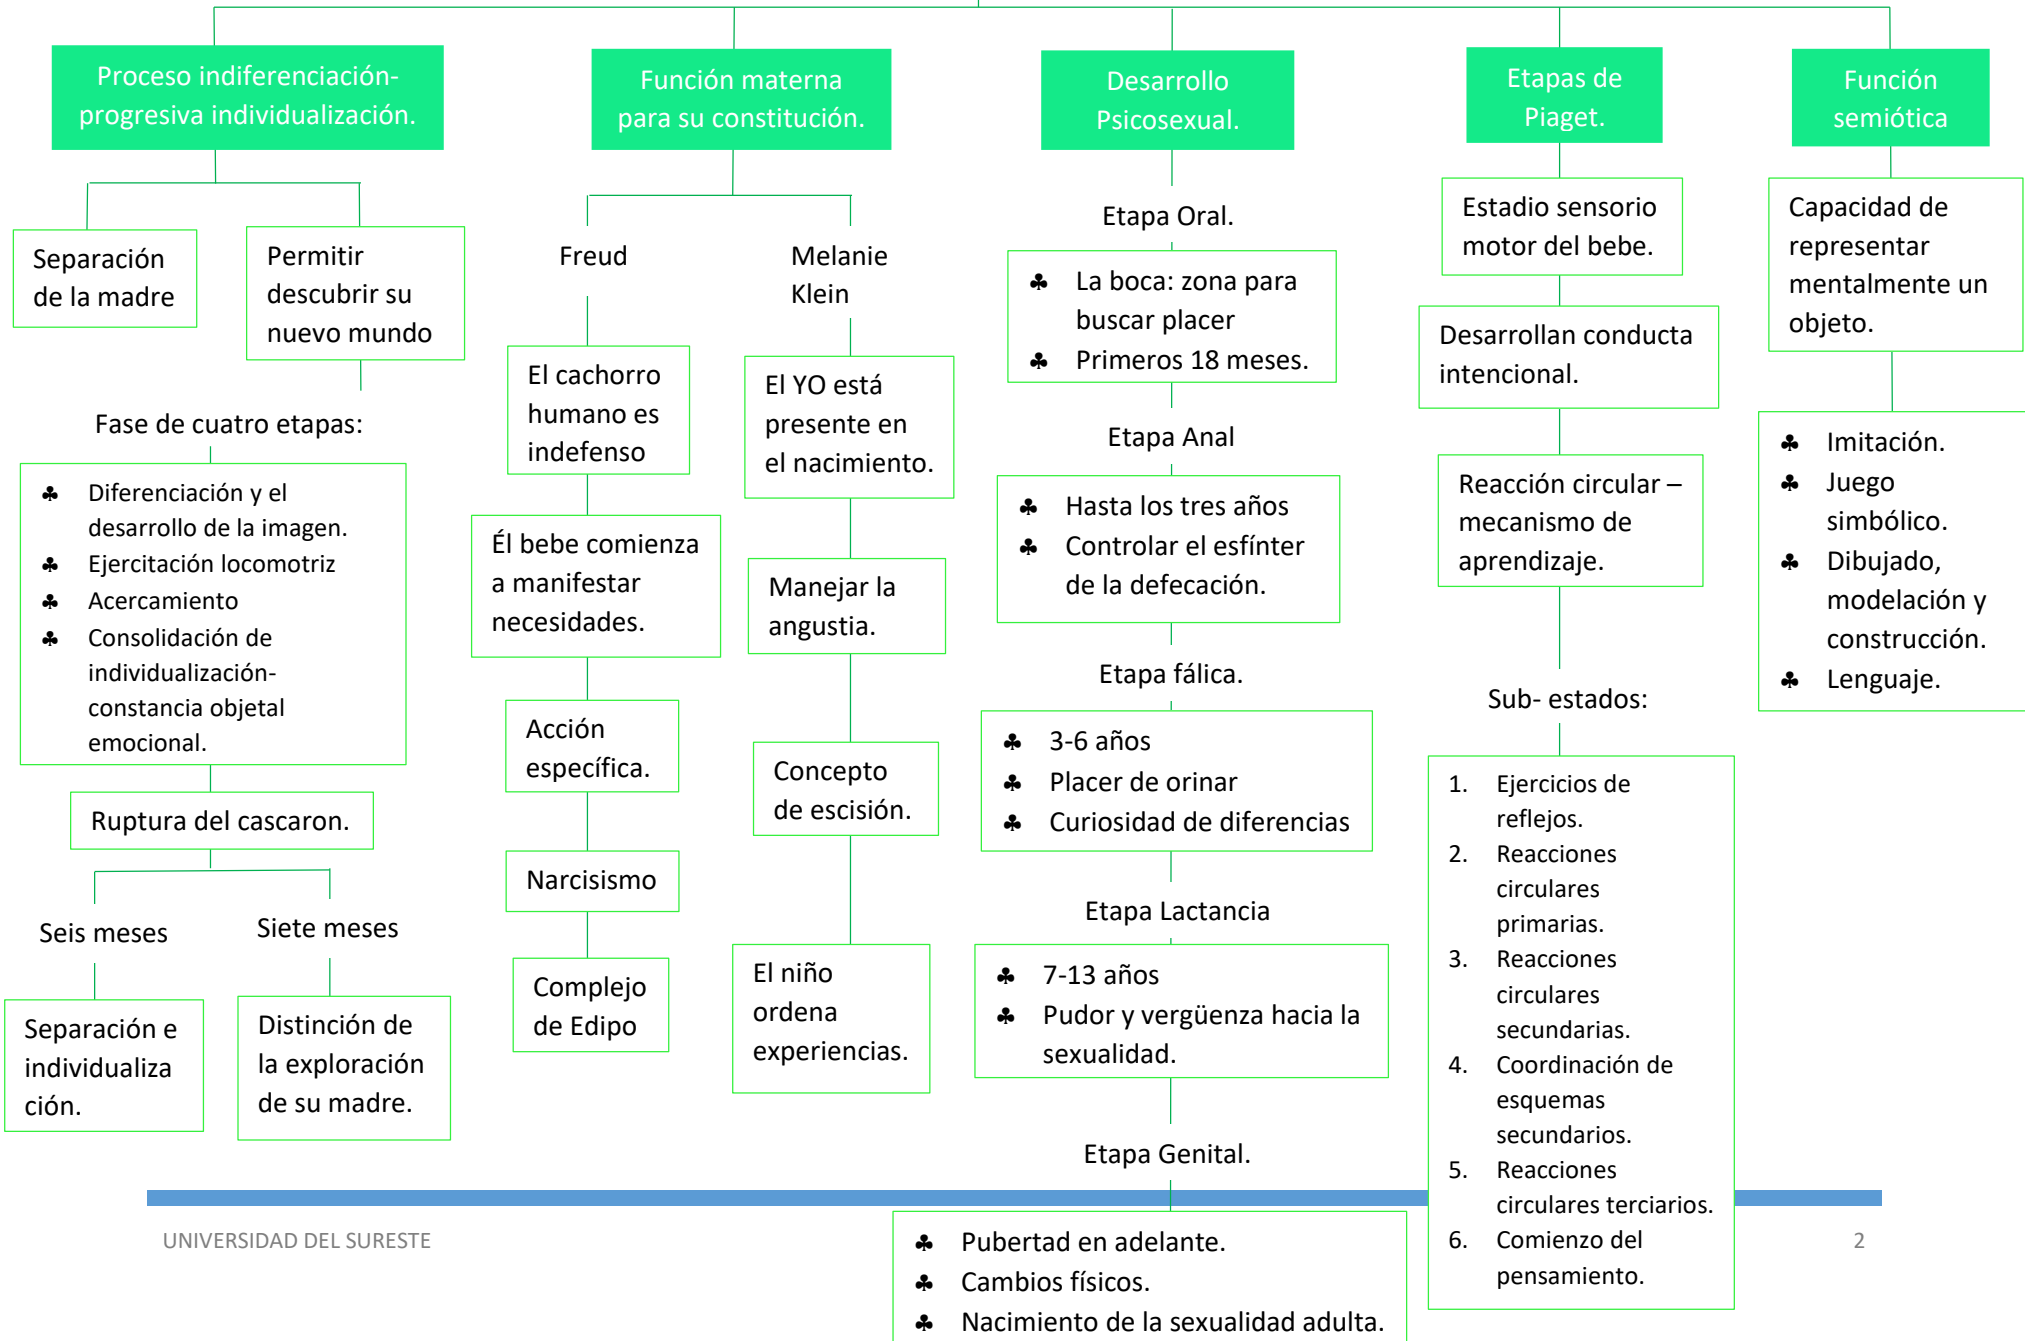 Proceso indiferenciación-
progresiva individualización.
Separación
de la madre
Permitir
descubrir su
nuevo mundo
Fase de cuatro etapas:
♣ Diferenciación y el
desarrollo de la imagen.
♣ Ejercitación locomotriz
♣ Acercamiento
♣ Consolidación de
individualización-
constancia objetal
emocional.
Ruptura del cascaron.
Seis meses
Separación e
individualiza
ción.
Siete meses
Distinción de
la exploración
de su madre.
Función materna
para su constitución.
Freud
El cachorro
humano es
indefenso
Él bebe comienza
a manifestar
necesidades.
Acción
específica.
Narcisismo
Complejo
de Edipo
Melanie
Klein
El YO está
presente en
el nacimiento.
Manejar la
angustia.
Concepto
de escisión.
El niño
ordena
experiencias.
Desarrollo
Psicosexual.
Etapa Oral.
♣ La boca: zona para
buscar placer
♣ Primeros 18 meses.
Etapa Anal
♣ Hasta los tres años
♣ Controlar el esfínter
de la defecación.
Etapa fálica.
♣ 3-6 años
♣ Placer de orinar
♣ Curiosidad de diferencias
Etapa Lactancia
♣ 7-13 años
♣ Pudor y vergüenza hacia la
sexualidad.
Etapa Genital.
♣ Pubertad en adelante.
♣ Cambios físicos.
♣ Nacimiento de la sexualidad adulta.
Etapas de
Piaget.
Estadio sensorio
motor del bebe.
Desarrollan conducta
intencional.
Reacción circular –
mecanismo de
aprendizaje.
Sub- estados:
1. Ejercicios de
reflejos.
2. Reacciones
circulares
primarias.
3. Reacciones
circulares
secundarias.
4. Coordinación de
esquemas
secundarios.
5. Reacciones
circulares terciarios.
6. Comienzo del
pensamiento.
Función
semiótica
Capacidad de
representar
mentalmente un
objeto.
♣ Imitación.
♣ Juego
simbólico.
♣ Dibujado,
modelación y
construcción.
♣ Lenguaje.
UNIVERSIDAD DEL SURESTE
2